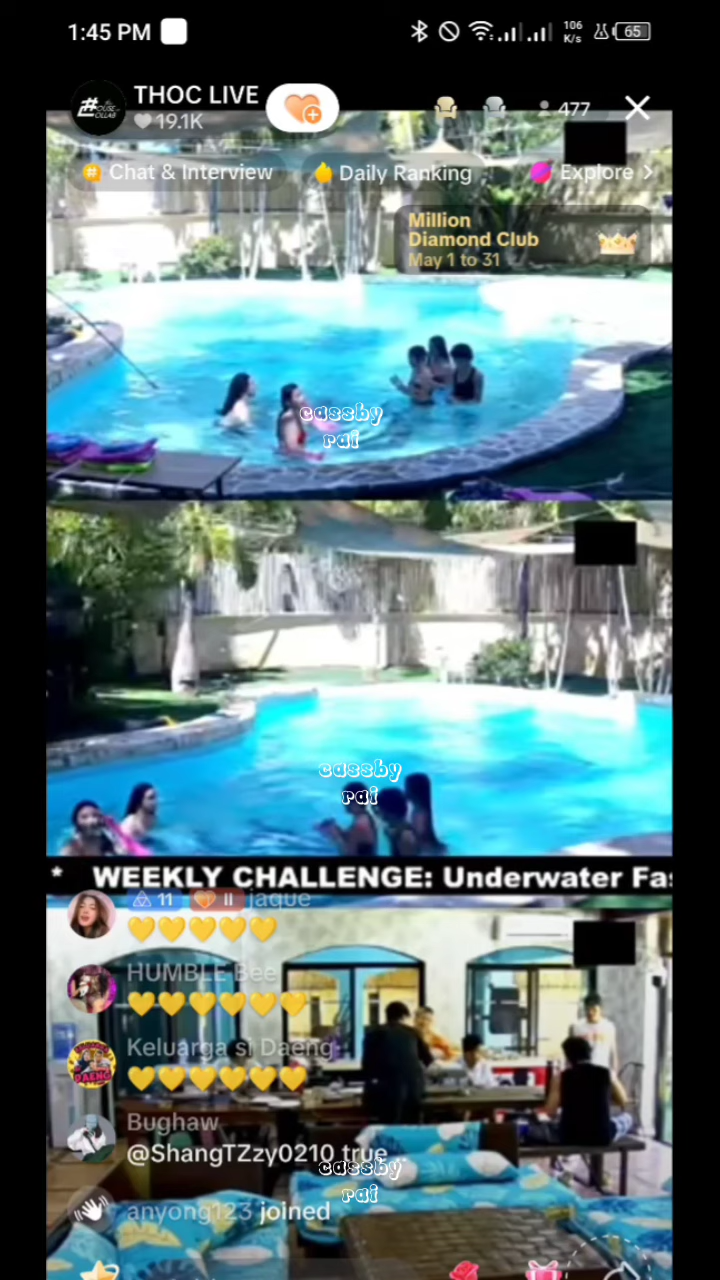 1:45 PM
106
K/s
65
THOC LIVE
19.1K
477
Chat & Interview
Daily Ranking
Explore >
Million
Diamond Club
May 1 to 31
cassby
rai
cassby
rai
* WEEKLY CHALLENGE: Underwater Fas
11 II jaque
💛💛💛💛💛
HUMBLE Bee
💛💛💛💛💛💛
Keluarga si Daeng
💛💛💛💛💛💛
Bughaw
@ShangTZzy0210 true
cassby
rai
anyong123 joined